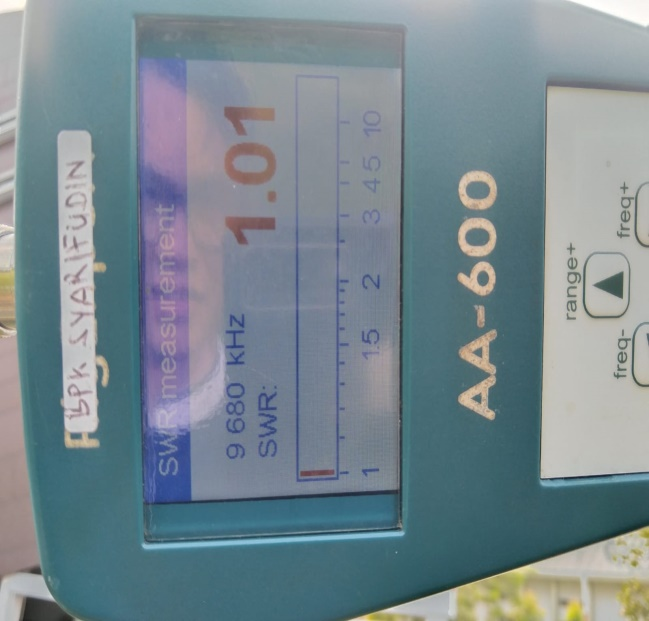 BPK SYARIFUDIN
SWR measurement
9 680 kHz
SWR: 1.01
1 1.5 2 3 4 5 10
AA-600
range+
freq- freq+